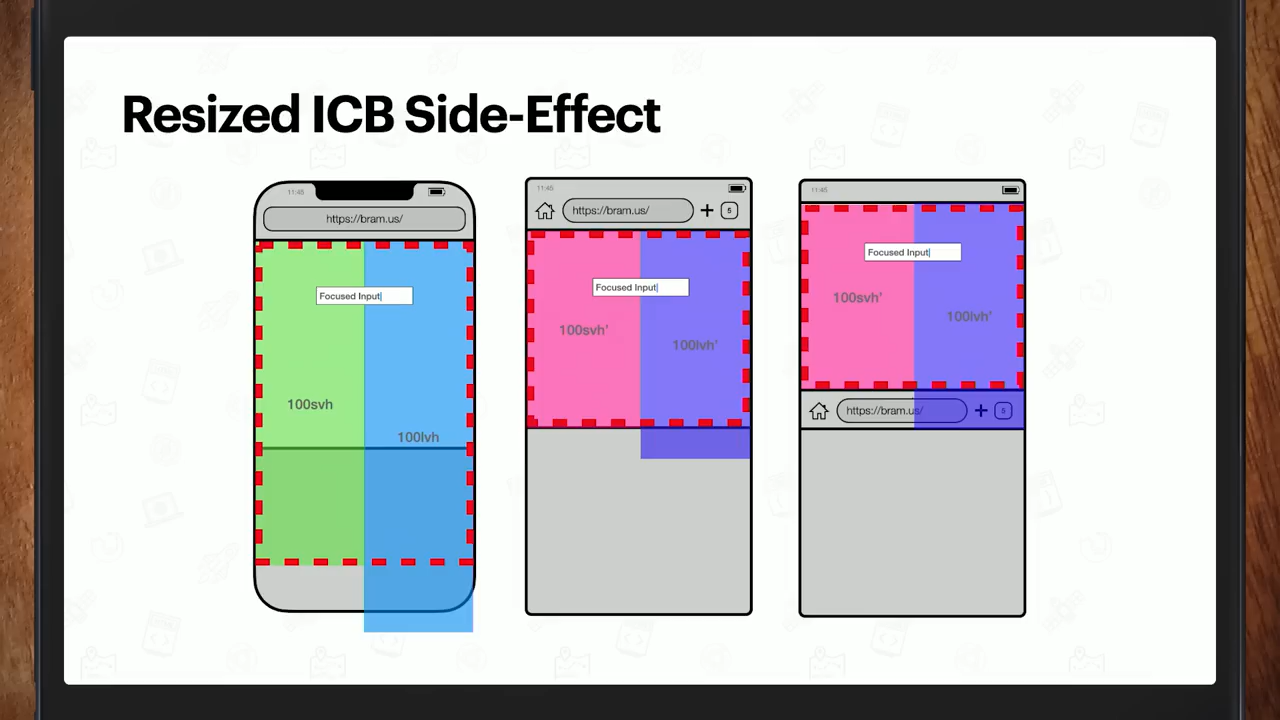 Resized ICB Side-Effect
11:45
https://bram.us/
Focused Input
100svh
100lvh
11:45
https://bram.us/
5
Focused Input
100svh'
100lvh'
11:45
Focused Input
100svh'
100lvh'
https://bram.us/
5